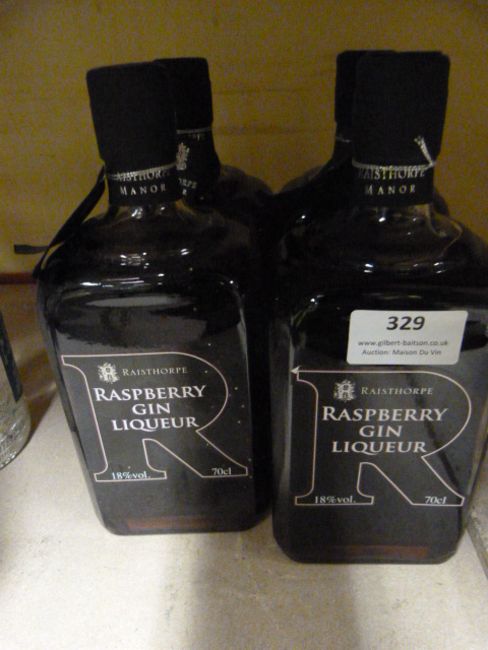 RAISTHORPE
MANOR
RAISTHORPE
RASPBERRY
GIN
LIQUEUR
18%vol.
70cl
RAISTHORPE
MANOR
329
www.gilbert-baitson.co.uk
Auction: Maison Du Vin
RAISTHORPE
RASPBERRY
GIN
LIQUEUR
18%vol.
70cl